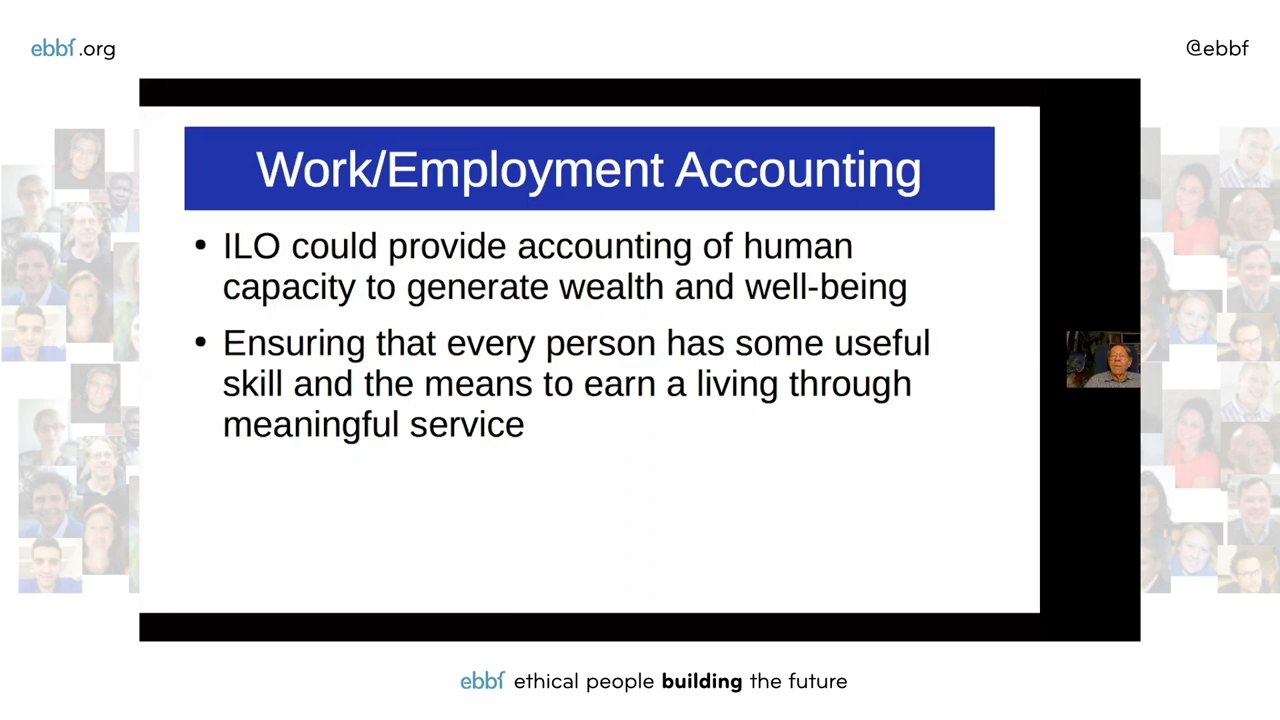 ebbf.org
@ebbf
Work/Employment Accounting
• ILO could provide accounting of human
capacity to generate wealth and well-being
• Ensuring that every person has some useful
skill and the means to earn a living through
meaningful service
ebbf ethical people building the future